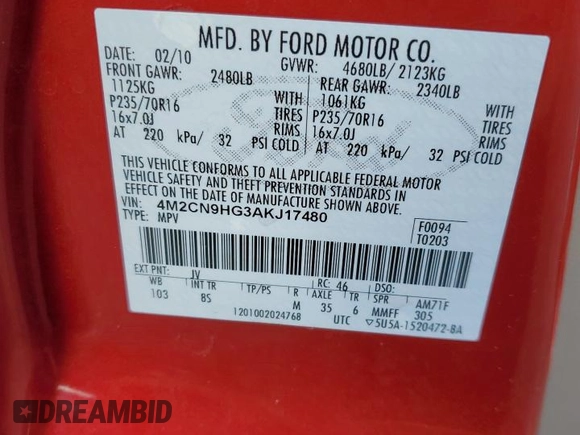 MFD. BY FORD MOTOR CO.
DATE: 02/10 GVWR: 4680LB/ 2123KG
FRONT GAWR: 2480LB REAR GAWR: 2340LB
1125KG WITH 1061KG WITH
P235/70R16 TIRES P235/70R16 TIRES
16x7.0J RIMS 16x7.0J RIMS
AT 220 kPa/ 32 PSI COLD AT 220 kPa/ 32 PSI COLD
THIS VEHICLE CONFORMS TO ALL APPLICABLE FEDERAL MOTOR
VEHICLE SAFETY/THEFT PREVENTION STANDARDS IN
EFFECT ON THE DATE OF MANUFACTURE SHOWN ABOVE.
VIN: 4M2CN9HG3AKJ17480
TYPE: MPV
F0094
T0203
EXT PNT: JV RC: 46 DSO:
WB INT TR TP/PS R AXLE TR SPR AM71F
103 8S M 35 6 MMFF 305
1201002024768 UTC ▽5U5A-1520472-BA
Ford
DREAMBID